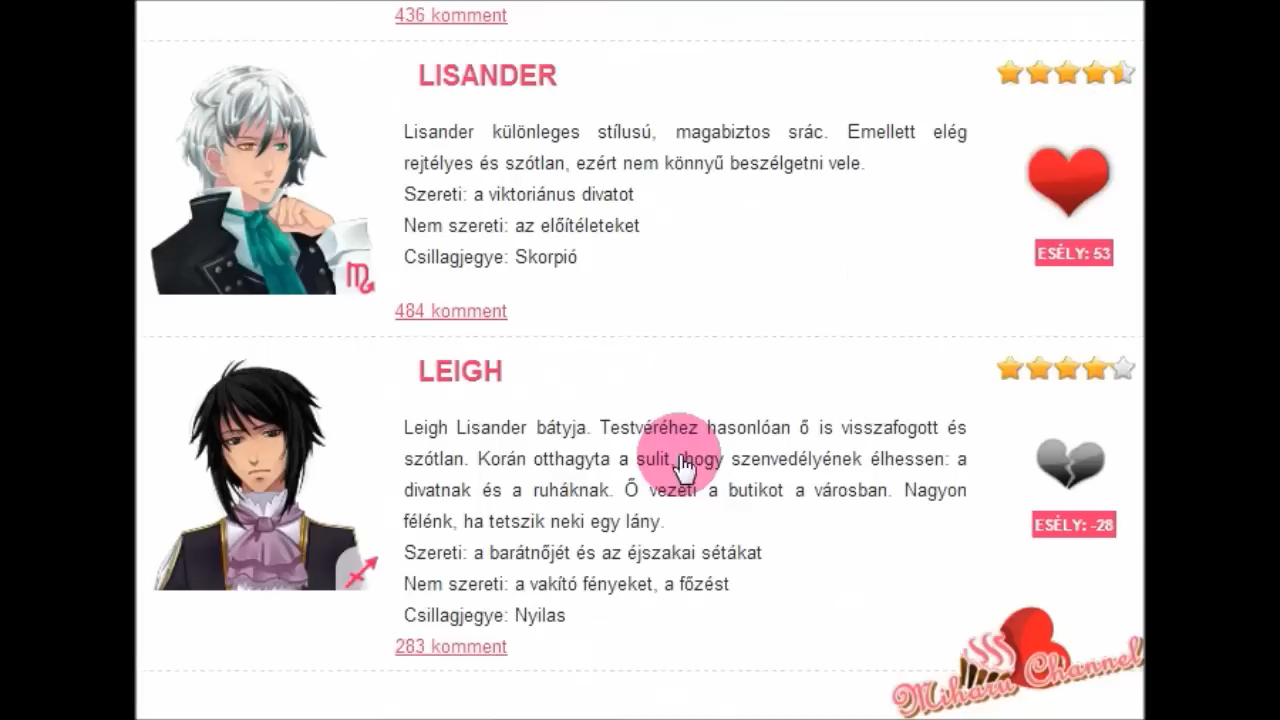 436 komment
LISANDER
Lisander különleges stílusú, magabiztos srác. Emellett elég
rejtélyes és szótlan, ezért nem könnyű beszélgetni vele.
Szereti: a viktoriánus divatot
Nem szereti: az előítéleteket
Csillagjegye: Skorpió
ESÉLY: 53
484 komment
LEIGH
Leigh Lisander bátyja. Testvéréhez hasonlóan ő is visszafogott és
szótlan. Korán otthagyta a sulit, hogy szenvedélyének élhessen: a
divatnak és a ruháknak. Ő vezeti a butikot a városban. Nagyon
félénk, ha tetszik neki egy lány.
Szereti: a barátnőjét és az éjszakai sétákat
Nem szereti: a vakító fényeket, a főzést
Csillagjegye: Nyilas
ESÉLY: -28
283 komment
Miharu Channel